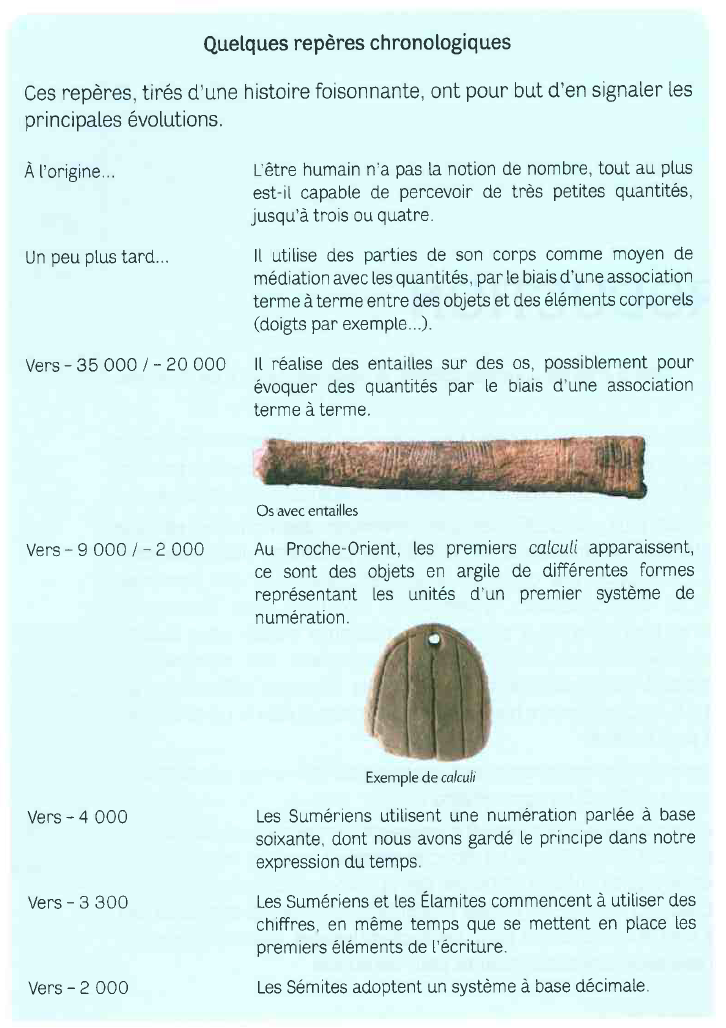 Quelques repères chronologiques
Ces repères, tirés d'une histoire foisonnante, ont pour but d'en signaler les
principales évolutions.
À l'origine...
L'être humain n'a pas la notion de nombre, tout au plus
est-il capable de percevoir de très petites quantités,
jusqu'à trois ou quatre.
Un peu plus tard...
Il utilise des parties de son corps comme moyen de
médiation avec les quantités, par le biais d'une association
terme à terme entre des objets et des éléments corporels
(doigts par exemple...).
Vers – 35 000 / – 20 000
Il réalise des entailles sur des os, possiblement pour
évoquer des quantités par le biais d'une association
terme à terme.
Os avec entailles
Vers – 9 000 / – 2 000
Au Proche-Orient, les premiers calculi apparaissent,
ce sont des objets en argile de différentes formes
représentant les unités d'un premier système de
numération.
Exemple de calculi
Vers – 4 000
Les Sumériens utilisent une numération parlée à base
soixante, dont nous avons gardé le principe dans notre
expression du temps.
Vers – 3 300
Les Sumériens et les Élamites commencent à utiliser des
chiffres, en même temps que se mettent en place les
premiers éléments de l'écriture.
Vers – 2 000
Les Sémites adoptent un système à base décimale.